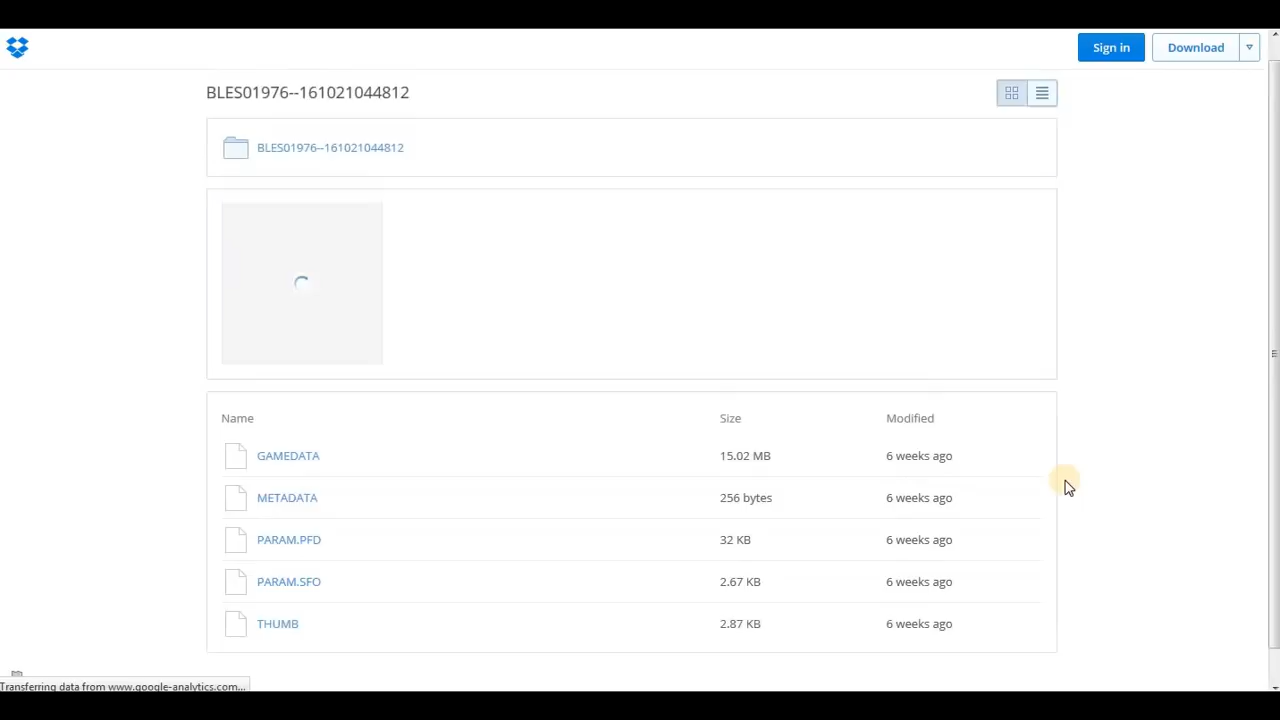 Sign in
Download
BLES01976--161021044812
BLES01976--161021044812
Name Size Modified
GAMEDATA 15.02 MB 6 weeks ago
METADATA 256 bytes 6 weeks ago
PARAM.PFD 32 KB 6 weeks ago
PARAM.SFO 2.67 KB 6 weeks ago
THUMB 2.87 KB 6 weeks ago
Transferring data from www.google-analytics.com...